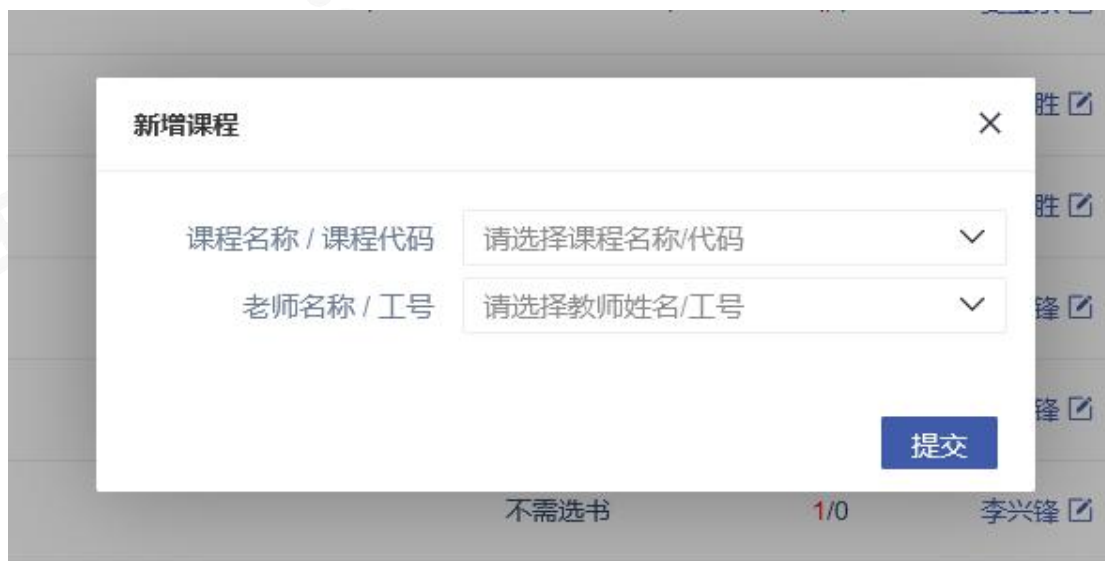 新增课程
胜
胜
课程名称 / 课程代码 请选择课程名称/代码
老师名称 / 工号 请选择教师姓名/工号
锋
锋
提交
不需选书 1/0 李兴锋